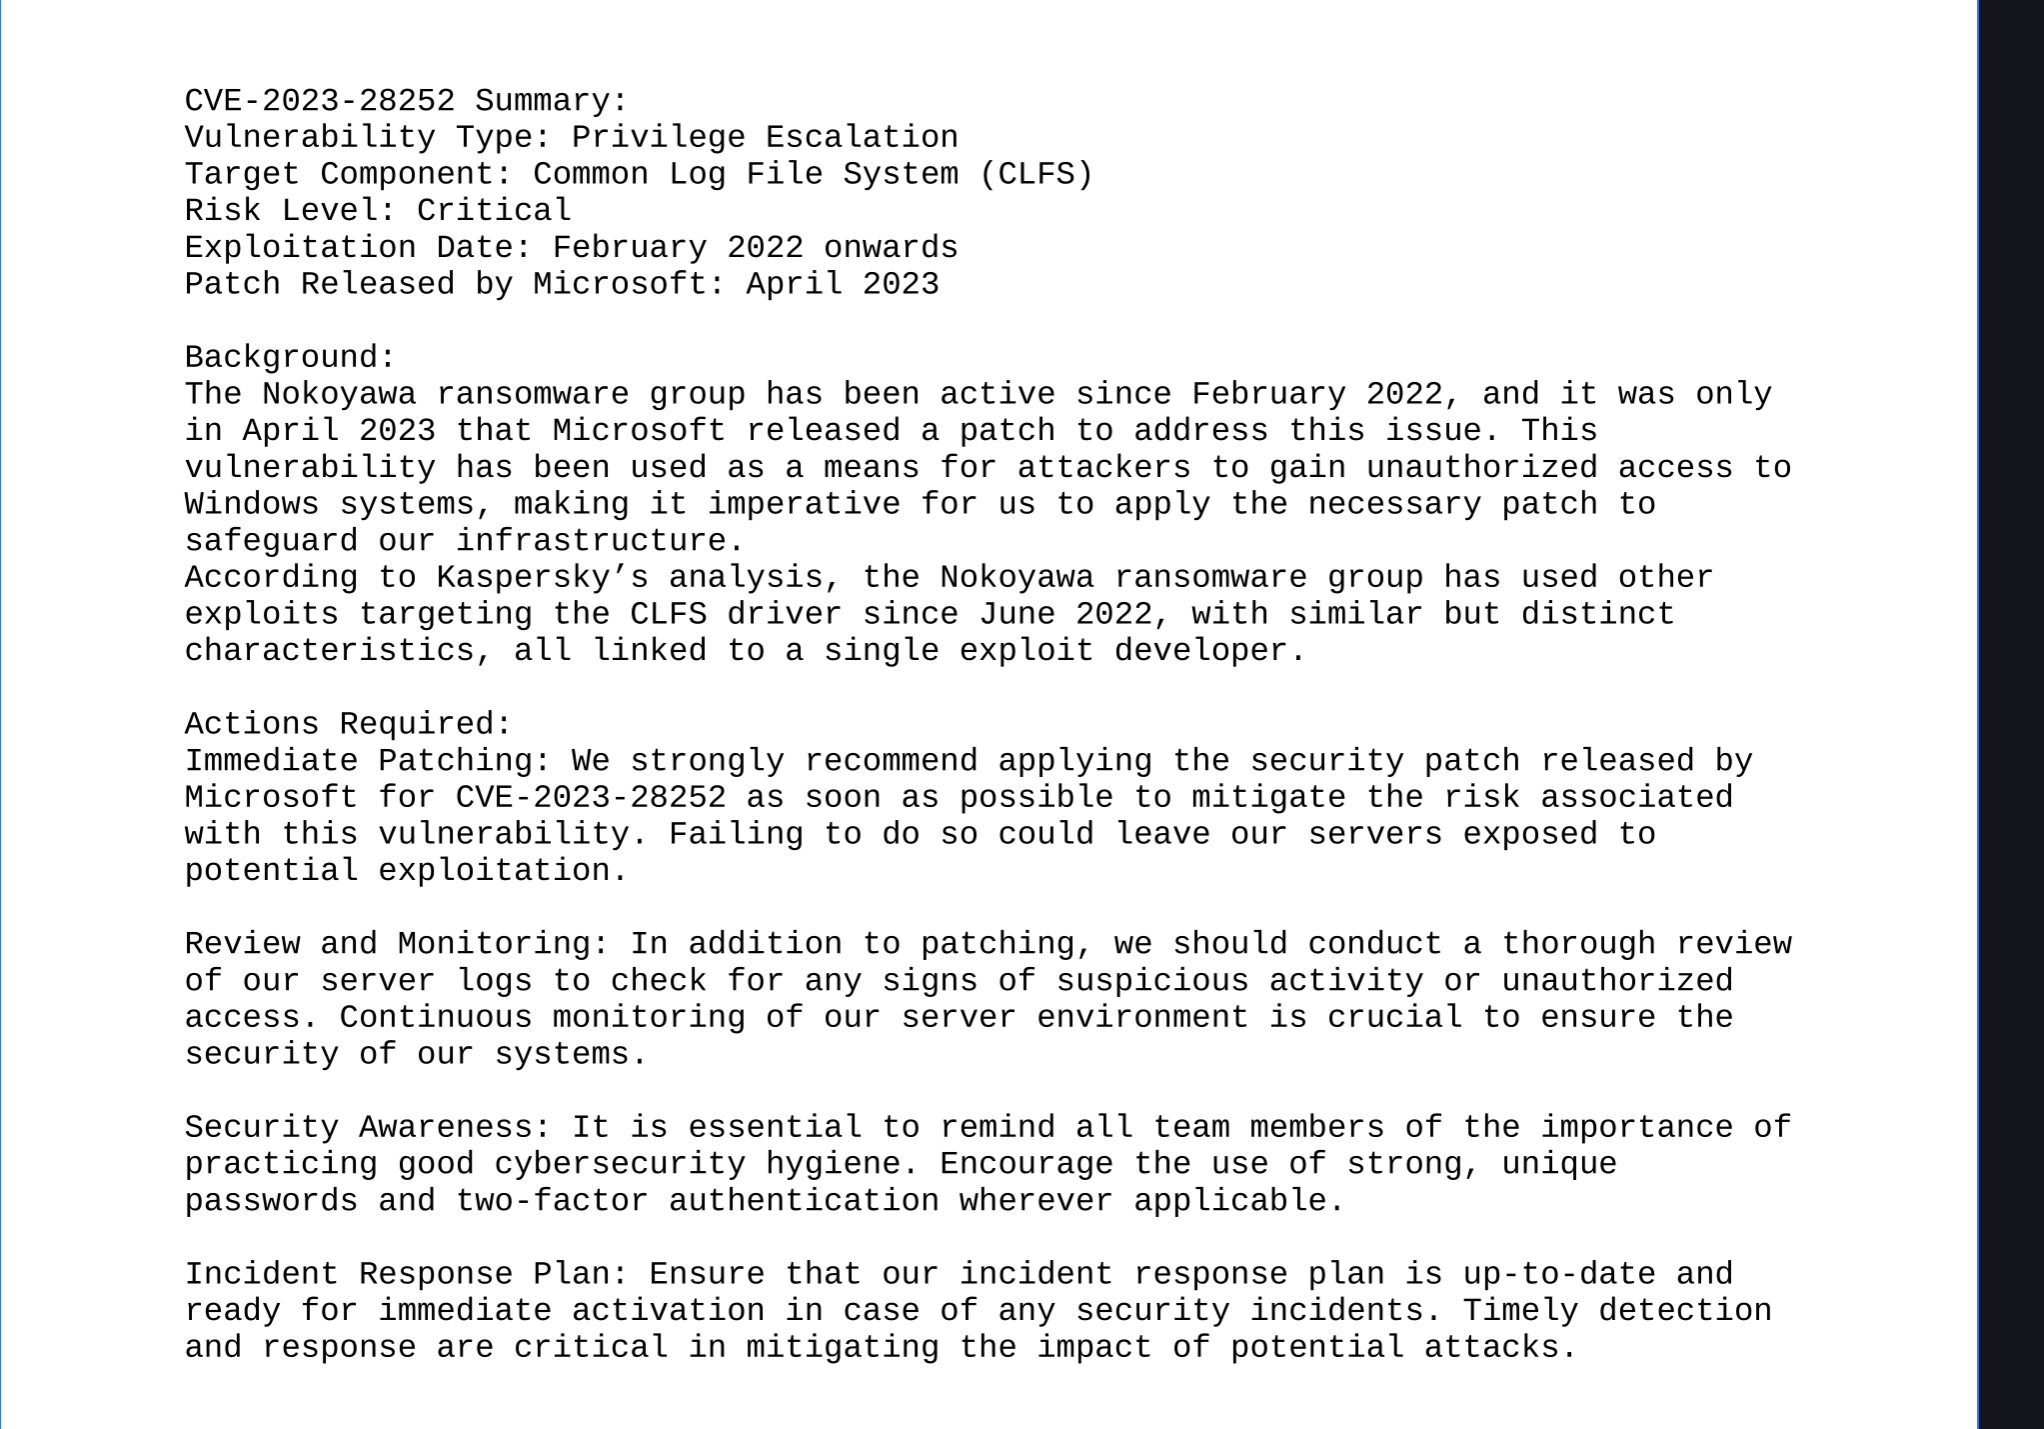 CVE-2023-28252 Summary:
Vulnerability Type: Privilege Escalation
Target Component: Common Log File System (CLFS)
Risk Level: Critical
Exploitation Date: February 2022 onwards
Patch Released by Microsoft: April 2023
Background:
The Nokoyawa ransomware group has been active since February 2022, and it was only
in April 2023 that Microsoft released a patch to address this issue. This
vulnerability has been used as a means for attackers to gain unauthorized access to
Windows systems, making it imperative for us to apply the necessary patch to
safeguard our infrastructure.
According to Kaspersky’s analysis, the Nokoyawa ransomware group has used other
exploits targeting the CLFS driver since June 2022, with similar but distinct
characteristics, all linked to a single exploit developer.
Actions Required:
Immediate Patching: We strongly recommend applying the security patch released by
Microsoft for CVE-2023-28252 as soon as possible to mitigate the risk associated
with this vulnerability. Failing to do so could leave our servers exposed to
potential exploitation.
Review and Monitoring: In addition to patching, we should conduct a thorough review
of our server logs to check for any signs of suspicious activity or unauthorized
access. Continuous monitoring of our server environment is crucial to ensure the
security of our systems.
Security Awareness: It is essential to remind all team members of the importance of
practicing good cybersecurity hygiene. Encourage the use of strong, unique
passwords and two-factor authentication wherever applicable.
Incident Response Plan: Ensure that our incident response plan is up-to-date and
ready for immediate activation in case of any security incidents. Timely detection
and response are critical in mitigating the impact of potential attacks.